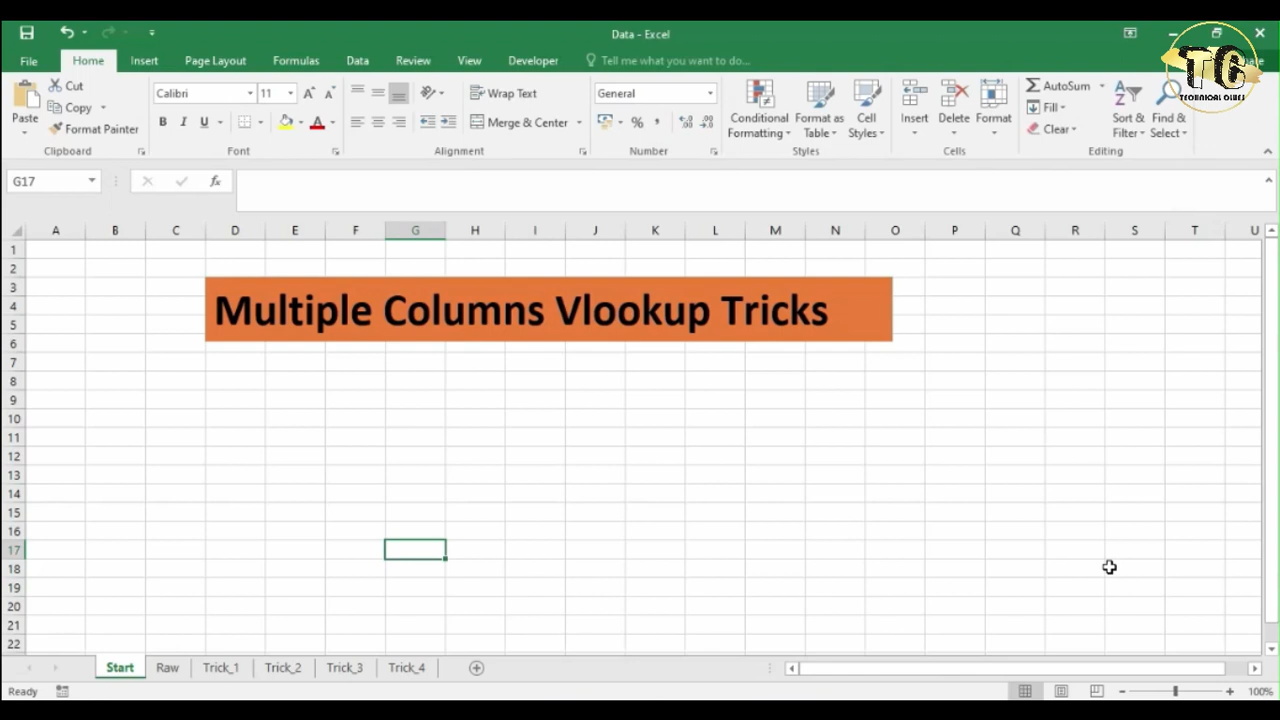 Data - Excel
File Home Insert Page Layout Formulas Data Review View Developer Tell me what you want to do...
TG
TECHNICAL GUIDES
Paste
Cut
Copy
Format Painter
Clipboard
Calibri 11
B I U
Font
Wrap Text
Merge & Center
Alignment
General
Number
Conditional Formatting
Format as Table
Cell Styles
Styles
Insert Delete Format
Cells
AutoSum
Fill
Clear
Sort & Filter
Find & Select
Editing
G17
fx
A B C D E F G H I J K L M N O P Q R S T U
1
2
3
4
5
6
7
8
9
10
11
12
13
14
15
16
17
18
19
20
21
22
Multiple Columns Vlookup Tricks
Start Raw Trick_1 Trick_2 Trick_3 Trick_4
Ready
100%